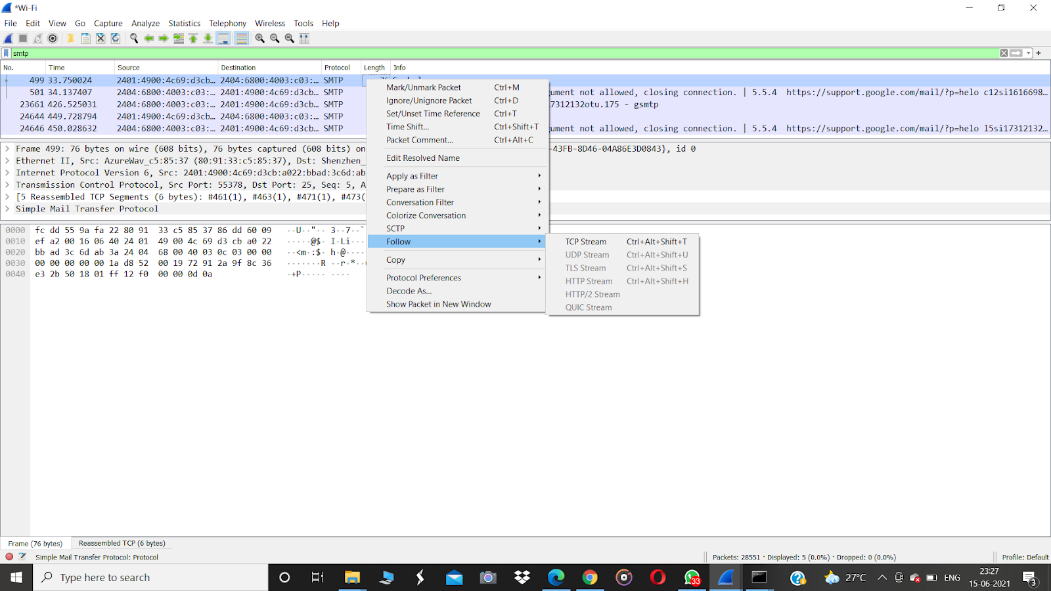 *Wi-Fi
File Edit View Go Capture Analyze Statistics Telephony Wireless Tools Help
smtp
No. Time Source Destination Protocol Length Info
499 33.750024 2401:4900:4c69:d3cb… 2404:6800:4003:c03:… SMTP
501 34.137407 2401:4900:4c69:d3cb… 2404:6800:4003:c03:… SMTP gument not allowed, closing connection. | 5.5.4 https://support.google.com/mail/?p=helo c12si1616698…
23661 426.525031 2401:4900:4c69:d3cb… 2404:6800:4003:c03:… SMTP 7312132otu.175 - gsmtp
24644 449.728794 2401:4900:4c69:d3cb… 2404:6800:4003:c03:… SMTP
24646 450.028632 2401:4900:4c69:d3cb… 2404:6800:4003:c03:… SMTP gument not allowed, closing connection. | 5.5.4 https://support.google.com/mail/?p=helo l5si17312132…
Mark/Unmark Packet Ctrl+M
Ignore/Unignore Packet Ctrl+D
Set/Unset Time Reference Ctrl+T
Time Shift... Ctrl+Shift+T
Packet Comment... Ctrl+Alt+C
Edit Resolved Name
Apply as Filter
Prepare as Filter
Conversation Filter
Colorize Conversation
SCTP
Follow
Copy
Protocol Preferences
Decode As...
Show Packet in New Window
TCP Stream Ctrl+Alt+Shift+T
UDP Stream Ctrl+Alt+Shift+U
TLS Stream Ctrl+Alt+Shift+S
HTTP Stream Ctrl+Alt+Shift+H
HTTP/2 Stream
QUIC Stream
Frame 499: 76 bytes on wire (608 bits), 76 bytes captured (608 bits) on -43FB-8D46-04A86E3D0843}, id 0
Ethernet II, Src: AzureWav_c5:85:37 (80:91:33:c5:85:37), Dst: Shenzhen_
Internet Protocol Version 6, Src: 2401:4900:4c69:d3cb:a022:bbad:3c6d:ab
Transmission Control Protocol, Src Port: 55378, Dst Port: 25, Seq: 5, A
[5 Reassembled TCP Segments (6 bytes): #461(1), #463(1), #471(1), #473(
Simple Mail Transfer Protocol
0000 fc dd 55 9a fa 22 80 91 33 c5 85 37 86 dd 60 09 ··U··"·· 3··7··`·
0010 ef a2 00 16 06 40 24 01 49 00 4c 69 d3 cb a0 22 ·····@$· I·Li···"
0020 bb ad 3c 6d ab 3a 24 04 68 00 40 03 0c 03 00 00 ··<m·:$· h·@·····
0030 00 00 00 00 00 1a d8 52 00 19 72 91 2a 9f 8c 36 ·······R ··r·*··6
0040 e3 2b 50 18 01 ff 12 f0 00 00 0d 0a ·+P····· ····
Frame (76 bytes) Reassembled TCP (6 bytes)
Simple Mail Transfer Protocol: Protocol Packets: 28551 · Displayed: 5 (0.0%) · Dropped: 0 (0.0%) Profile: Default
Type here to search 33 27°C ENG 23:27
15-06-2021 3